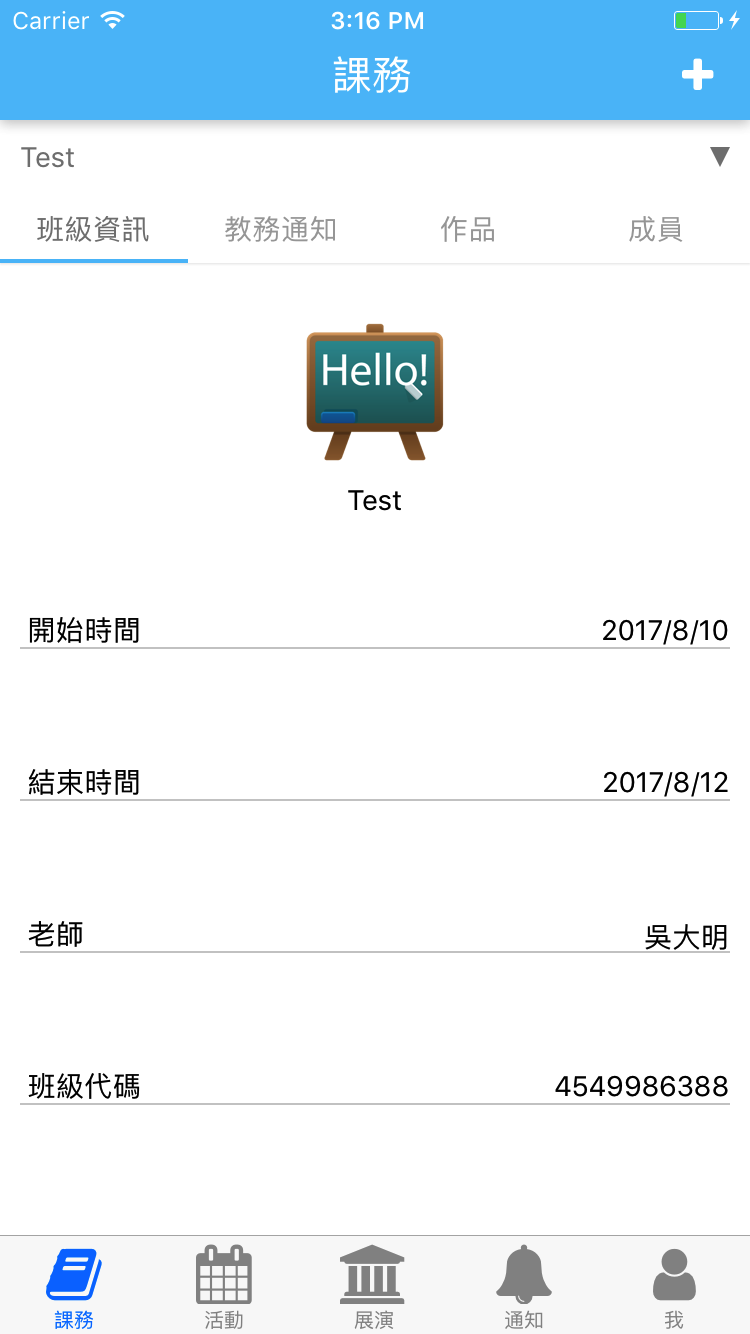 Carrier 3:16 PM
課務
Test ▼
班級資訊 教務通知 作品 成員
Hello!
Test
開始時間 2017/8/10
結束時間 2017/8/12
老師 吳大明
班級代碼 4549986388
課務 活動 展演 通知 我